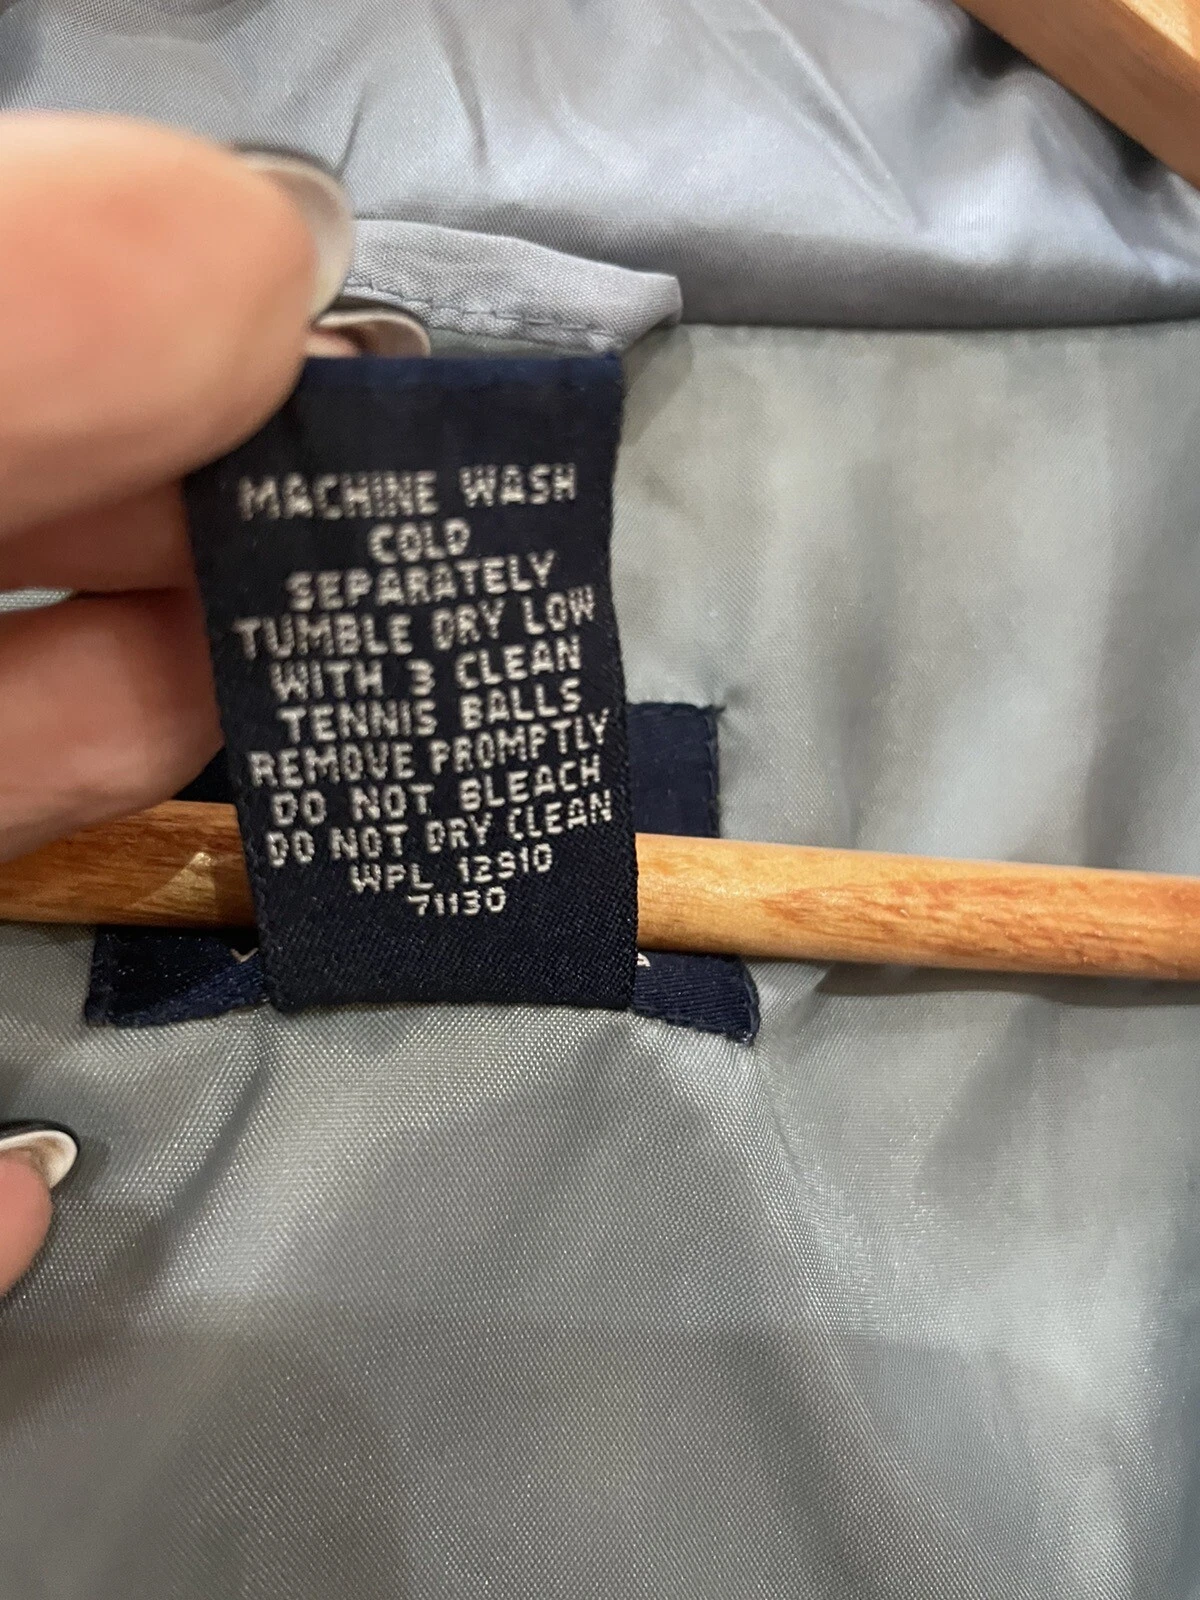 MACHINE WASH
COLD
SEPARATELY
TUMBLE DRY LOW
WITH 3 CLEAN
TENNIS BALLS
REMOVE PROMPTLY
DO NOT BLEACH
DO NOT DRY CLEAN
WPL 12910
71130